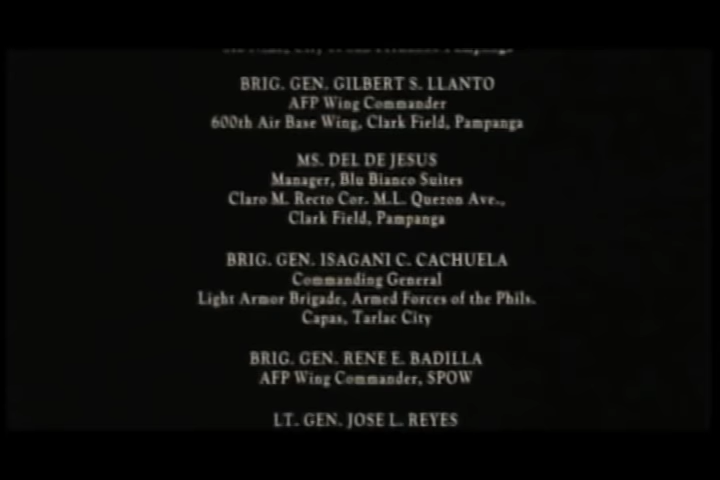 BRIG. GEN. GILBERT S. LLANTO
AFP Wing Commander
600th Air Base Wing, Clark Field, Pampanga
MS. DEL DE JESUS
Manager, Blu Bianco Suites
Claro M. Recto Cor. M.L. Quezon Ave.,
Clark Field, Pampanga
BRIG. GEN. ISAGANI C. CACHUELA
Commanding General
Light Armor Brigade, Armed Forces of the Phils.
Capas, Tarlac City
BRIG. GEN. RENE E. BADILLA
AFP Wing Commander, SPOW
LT. GEN. JOSE L. REYES